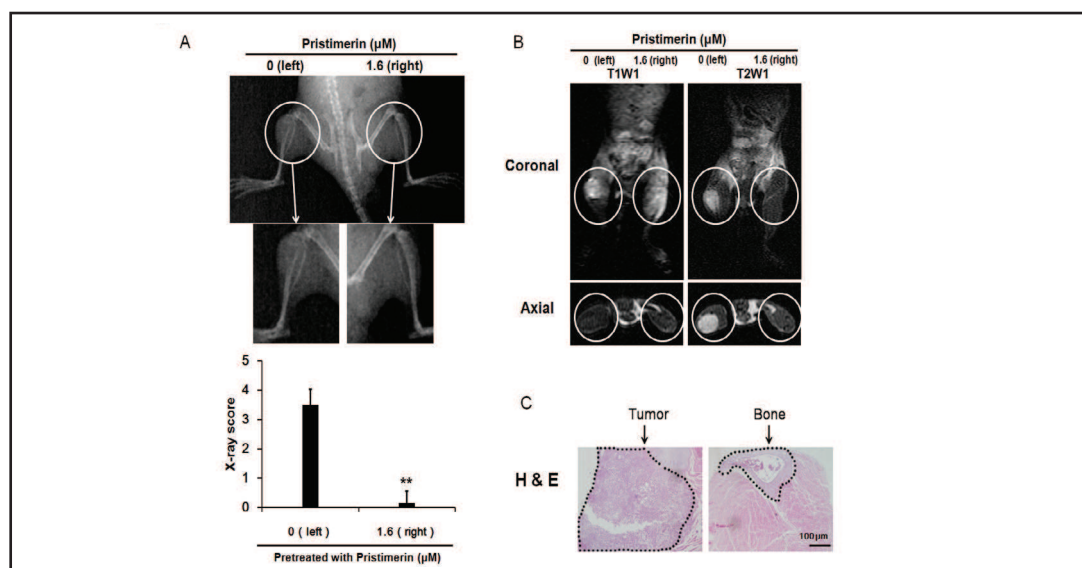 A
Pristimerin (µM)
0 (left) 1.6 (right)
5
4
3
2
1
0
X-ray score
**
0 ( left ) 1.6 ( right )
Pretreated with Pristimerin (µM)
B
Pristimerin (µM)
0 (left) 1.6 (right) 0 (left) 1.6 (right)
T1W1 T2W1
Coronal
Axial
C
Tumor Bone
H & E
100µm